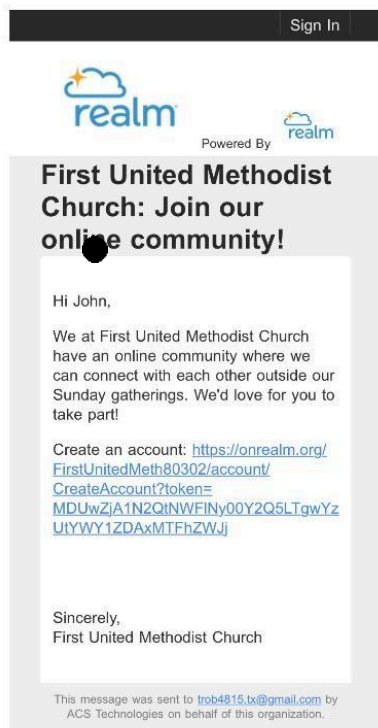 Sign In
realm
Powered By realm
First United Methodist
Church: Join our
online community!
Hi John,
We at First United Methodist Church
have an online community where we
can connect with each other outside our
Sunday gatherings. We'd love for you to
take part!
Create an account: https://onrealm.org/
FirstUnitedMeth80302/account/
CreateAccount?token=
MDUwZjA1N2QtNWFlNy00Y2Q5LTgwYz
UtYWY1ZDAxMTFhZWJj
Sincerely,
First United Methodist Church
This message was sent to trob4815.tx@gmail.com by
ACS Technologies on behalf of this organization.